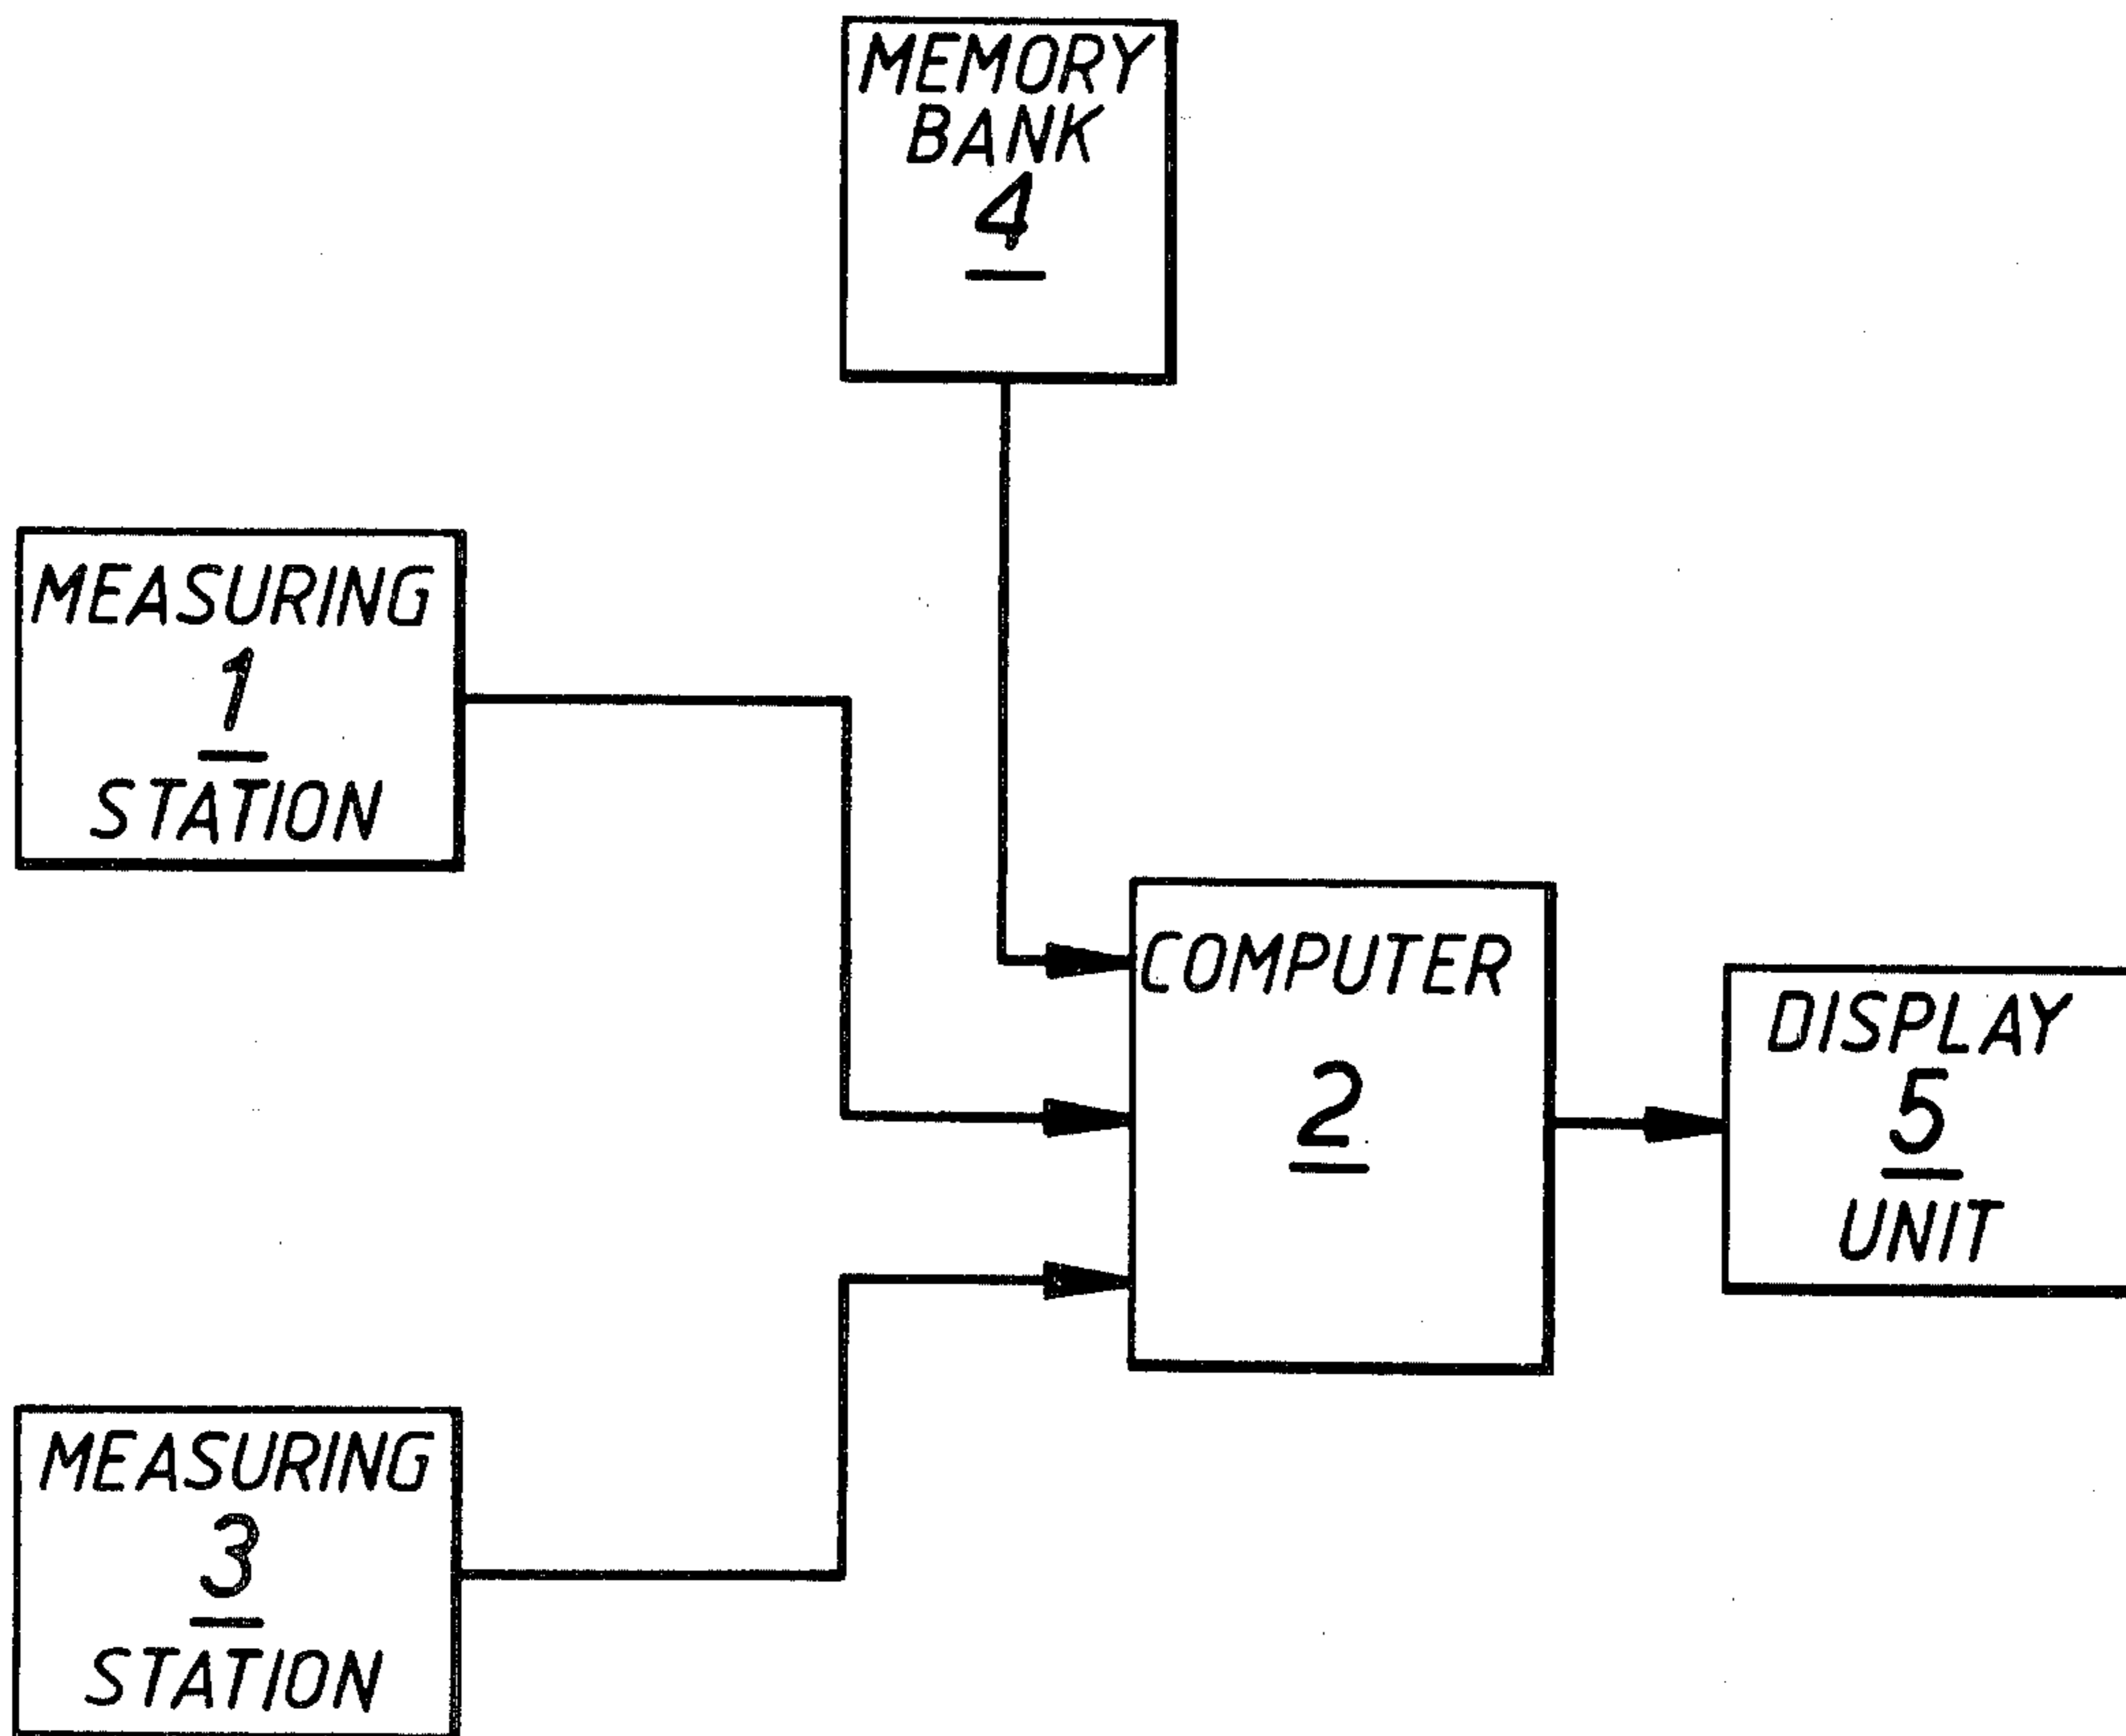 MEMORY
BANK
4
MEASURING
1
STATION
COMPUTER
2
DISPLAY
5
UNIT
MEASURING
3
STATION